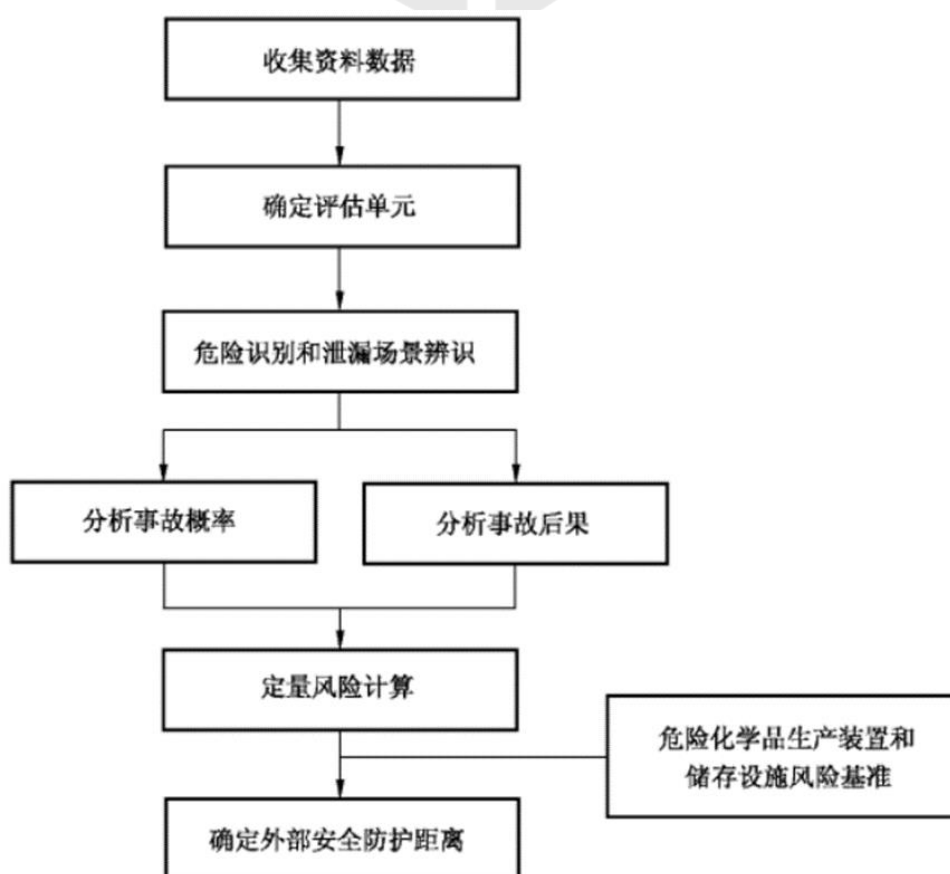 收集资料数据
确定评估单元
危险识别和泄漏场景辨识
分析事故概率
分析事故后果
定量风险计算
危险化学品生产装置和
储存设施风险基准
确定外部安全防护距离